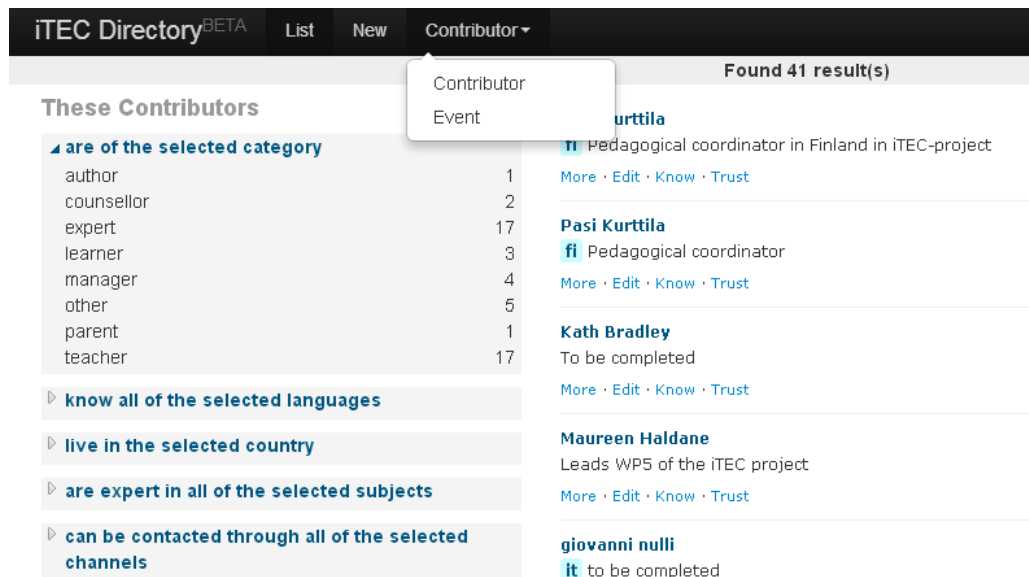 iTEC DirectoryBETA List New Contributor
Contributor
Event
Found 41 result(s)
These Contributors
are of the selected category
author 1
counsellor 2
expert 17
learner 3
manager 4
other 5
parent 1
teacher 17
know all of the selected languages
live in the selected country
are expert in all of the selected subjects
can be contacted through all of the selected
channels
urttila
fi Pedagogical coordinator in Finland in iTEC-project
More · Edit · Know · Trust
Pasi Kurttila
fi Pedagogical coordinator
More · Edit · Know · Trust
Kath Bradley
To be completed
More · Edit · Know · Trust
Maureen Haldane
Leads WP5 of the iTEC project
More · Edit · Know · Trust
giovanni nulli
it to be completed